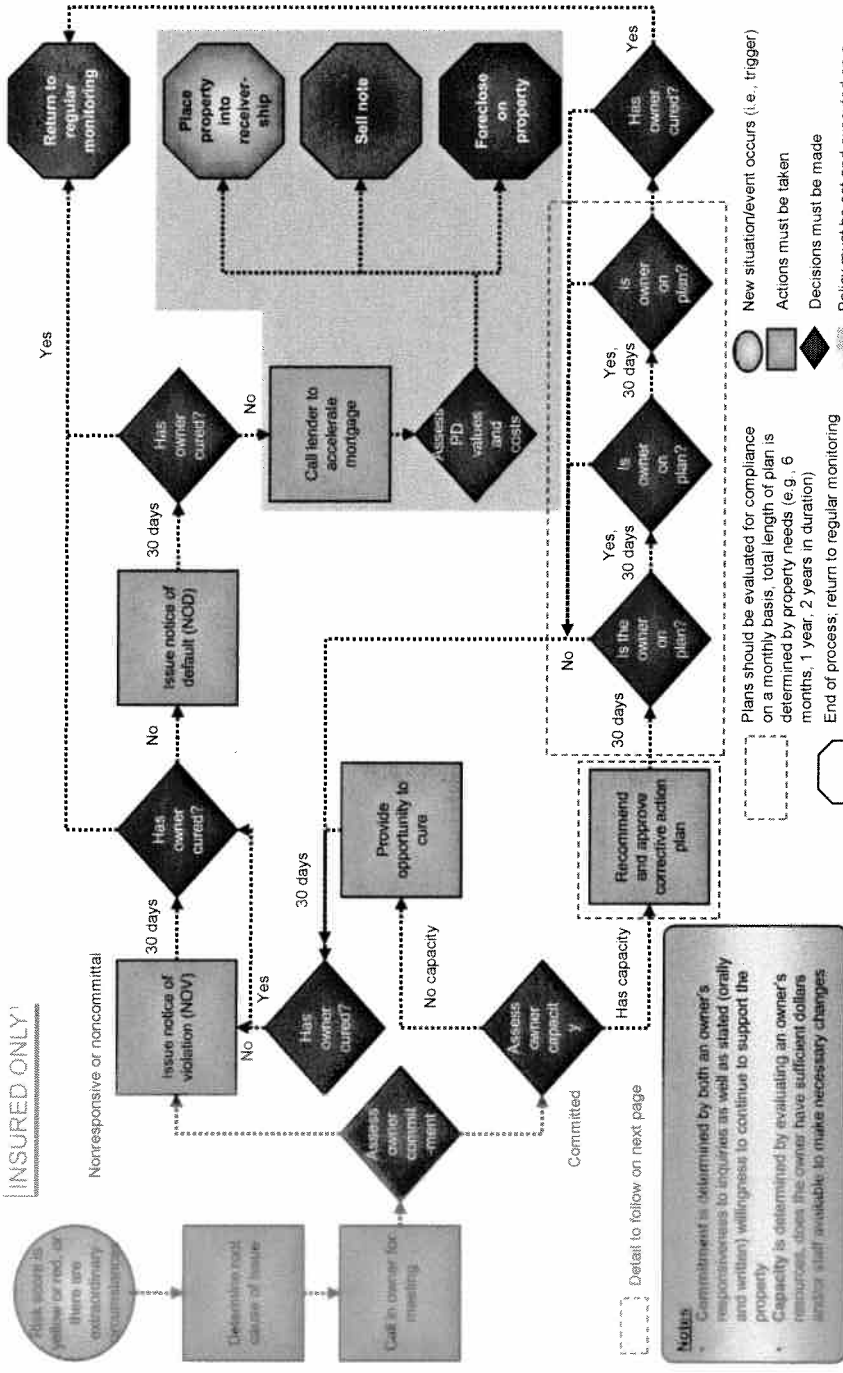 INSURED ONLY
Risk score is
yellow or red, or
there are
extraordinary
circumstances
Determine root
cause of issue
Call in owner for
meeting
Assess
owner
commit
-ment
Nonresponsive or noncommittal
Committed
Issue notice of
violation (NOV)
30 days
Has
owner
cured?
No
Issue notice of
default (NOD)
30 days
Has
owner
cured?
Yes
No
Return to
regular
monitoring
Call lender to
accelerate
mortgage
Assess
PD
values
and
costs
Place
property
into
receiver-
ship
Sell note
Foreclose
on
property
No
Yes
Has
owner
cured?
30 days
Provide
opportunity to
cure
No capacity
Assess
owner
capacit
y
Has capacity
Recommend
and approve
corrective action
plan
30 days
No
Is the
owner
on
plan?
Yes,
30 days
Is
owner
on
plan?
Yes,
30 days
Is
owner
on
plan?
Has
owner
cured?
Yes
Detail to follow on next page
Notes
• Commitment is determined by both an owner's
responsiveness to inquiries as well as stated (orally
and written) willingness to continue to support the
property
• Capacity is determined by evaluating an owner's
resources, does the owner have sufficient dollars
and/or staff available to make necessary changes
Plans should be evaluated for compliance
on a monthly basis, total length of plan is
determined by property needs (e.g., 6
months, 1 year, 2 years in duration)
End of process; return to regular monitoring
New situation/event occurs (i.e., trigger)
Actions must be taken
Decisions must be made